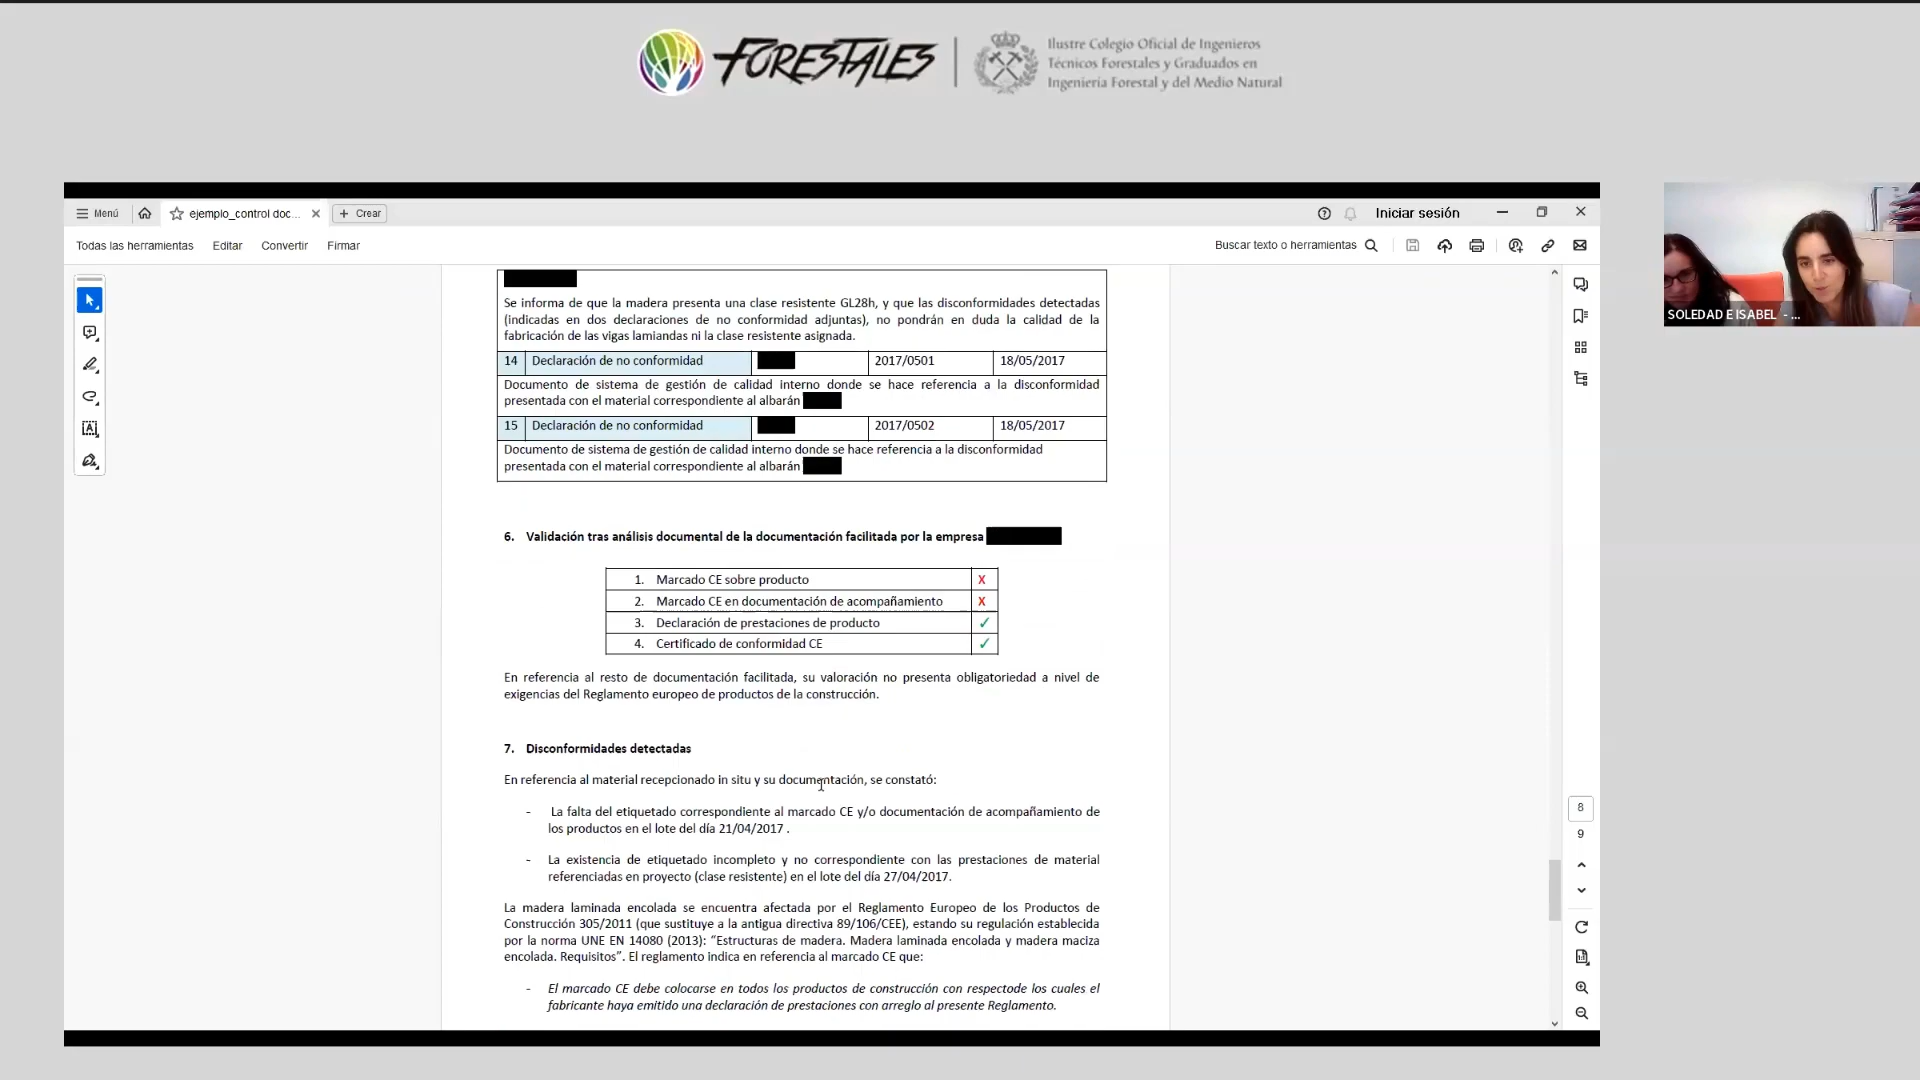 FORESTALES
Ilustre Colegio Oficial de Ingenieros
Técnicos Forestales y Graduados en
Ingeniería Forestal y del Medio Natural
Menú
ejemplo_control doc...
Crear
Iniciar sesión
Todas las herramientas
Editar
Convertir
Firmar
Buscar texto o herramientas
Se informa de que la madera presenta una clase resistente GL28h, y que las disconformidades detectadas
(indicadas en dos declaraciones de no conformidad adjuntas), no pondrán en duda la calidad de la
fabricación de las vigas lamiandas ni la clase resistente asignada.
14 Declaración de no conformidad 2017/0501 18/05/2017
Documento de sistema de gestión de calidad interno donde se hace referencia a la disconformidad
presentada con el material correspondiente al albarán
15 Declaración de no conformidad 2017/0502 18/05/2017
Documento de sistema de gestión de calidad interno donde se hace referencia a la disconformidad
presentada con el material correspondiente al albarán
6. Validación tras análisis documental de la documentación facilitada por la empresa
1. Marcado CE sobre producto X
2. Marcado CE en documentación de acompañamiento X
3. Declaración de prestaciones de producto ✓
4. Certificado de conformidad CE ✓
En referencia al resto de documentación facilitada, su valoración no presenta obligatoriedad a nivel de
exigencias del Reglamento europeo de productos de la construcción.
7. Disconformidades detectadas
En referencia al material recepcionado in situ y su documentación, se constató:
- La falta del etiquetado correspondiente al marcado CE y/o documentación de acompañamiento de
los productos en el lote del día 21/04/2017 .
- La existencia de etiquetado incompleto y no correspondiente con las prestaciones de material
referenciadas en proyecto (clase resistente) en el lote del día 27/04/2017.
La madera laminada encolada se encuentra afectada por el Reglamento Europeo de los Productos de
Construcción 305/2011 (que sustituye a la antigua directiva 89/106/CEE), estando su regulación establecida
por la norma UNE EN 14080 (2013): “Estructuras de madera. Madera laminada encolada y madera maciza
encolada. Requisitos”. El reglamento indica en referencia al marcado CE que:
- El marcado CE debe colocarse en todos los productos de construcción con respectode los cuales el
fabricante haya emitido una declaración de prestaciones con arreglo al presente Reglamento.
8
9
SOLEDAD E ISABEL - ...